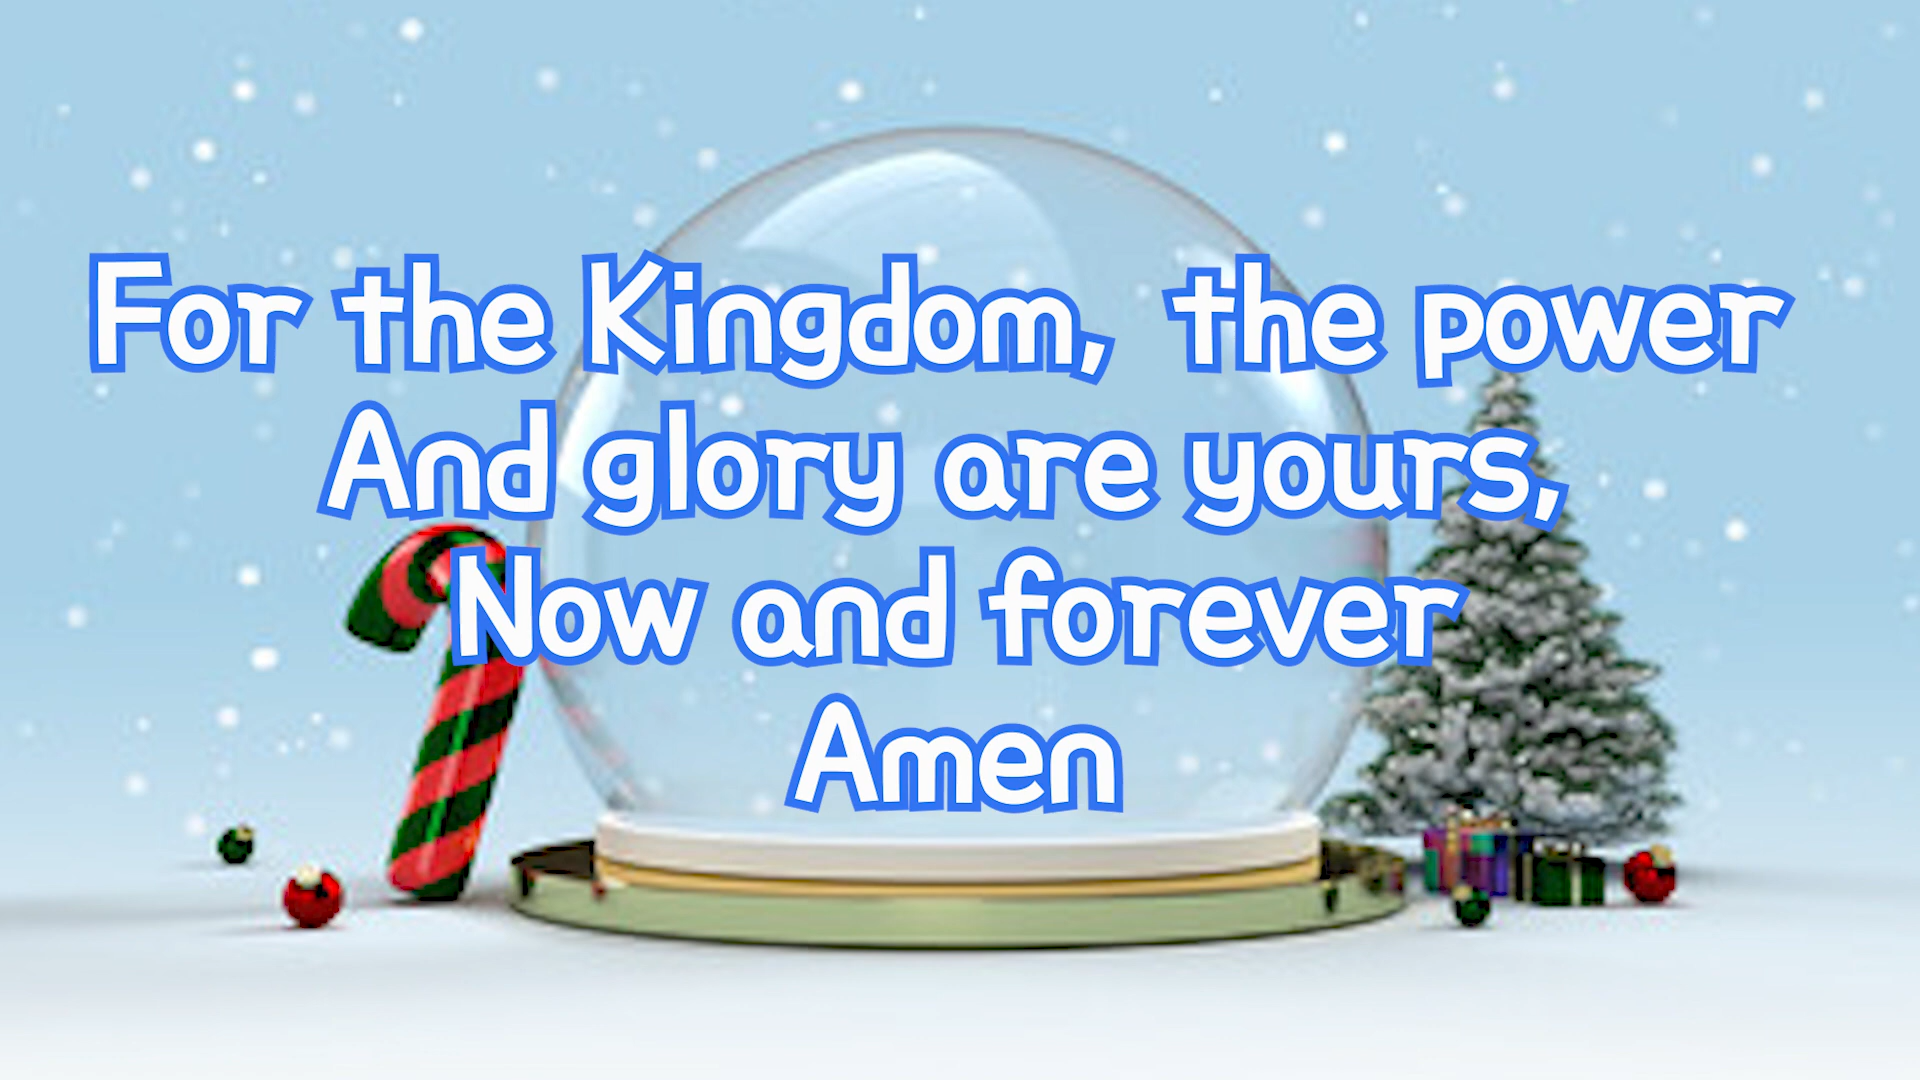 For the Kingdom, the power
And glory are yours,
Now and forever
Amen